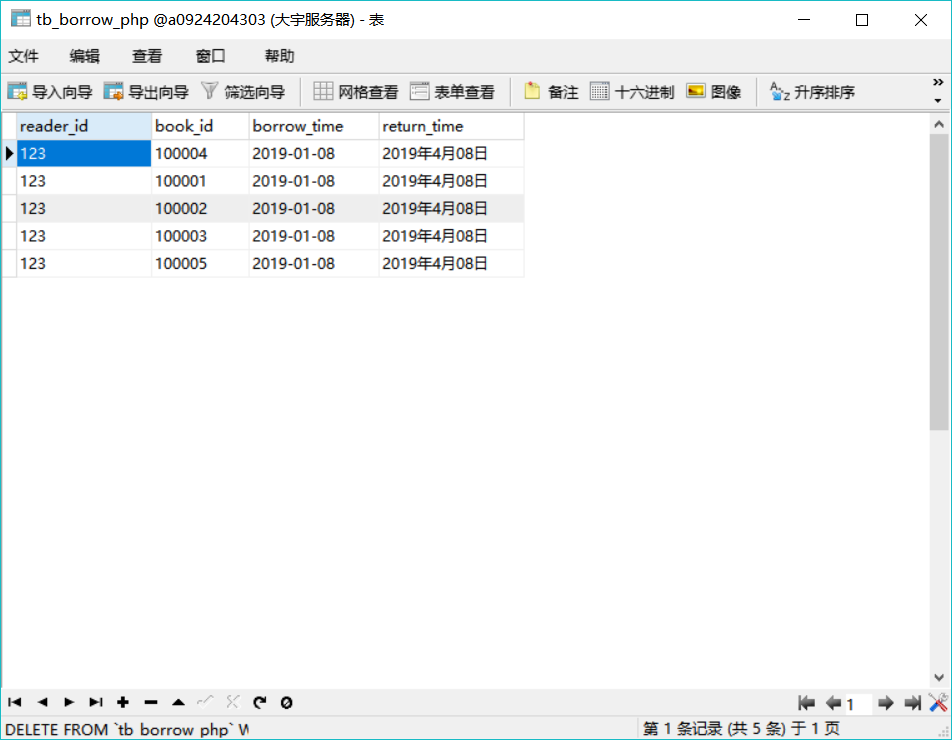 tb_borrow_php @a0924204303 (大宇服务器) - 表
文件 编辑 查看 窗口 帮助
导入向导 导出向导 筛选向导 网格查看 表单查看 备注 十六进制 图像 升序排序
reader_id book_id borrow_time return_time
123 100004 2019-01-08 2019年4月08日
123 100001 2019-01-08 2019年4月08日
123 100002 2019-01-08 2019年4月08日
123 100003 2019-01-08 2019年4月08日
123 100005 2019-01-08 2019年4月08日
1
DELETE FROM `tb_borrow_php` W 第 1 条记录 (共 5 条) 于 1 页